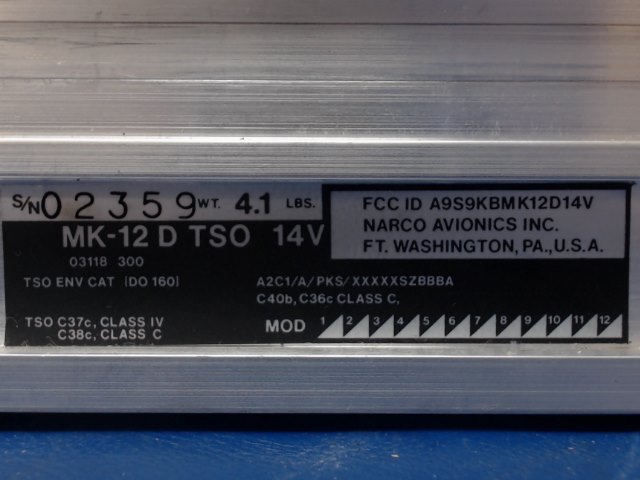 S/N 02359 WT. 4.1 LBS.
MK-12 D TSO 14V
03118 300
FCC ID A9S9KBMK12D14V
NARCO AVIONICS INC.
FT. WASHINGTON, PA., U.S.A.
TSO ENV CAT [DO 160] A2C1/A/PKS/XXXXXSZBBBA
C40b, C36c CLASS C,
TSO C37c, CLASS IV
C38c, CLASS C
MOD 1 2 3 4 5 6 7 8 9 10 11 12